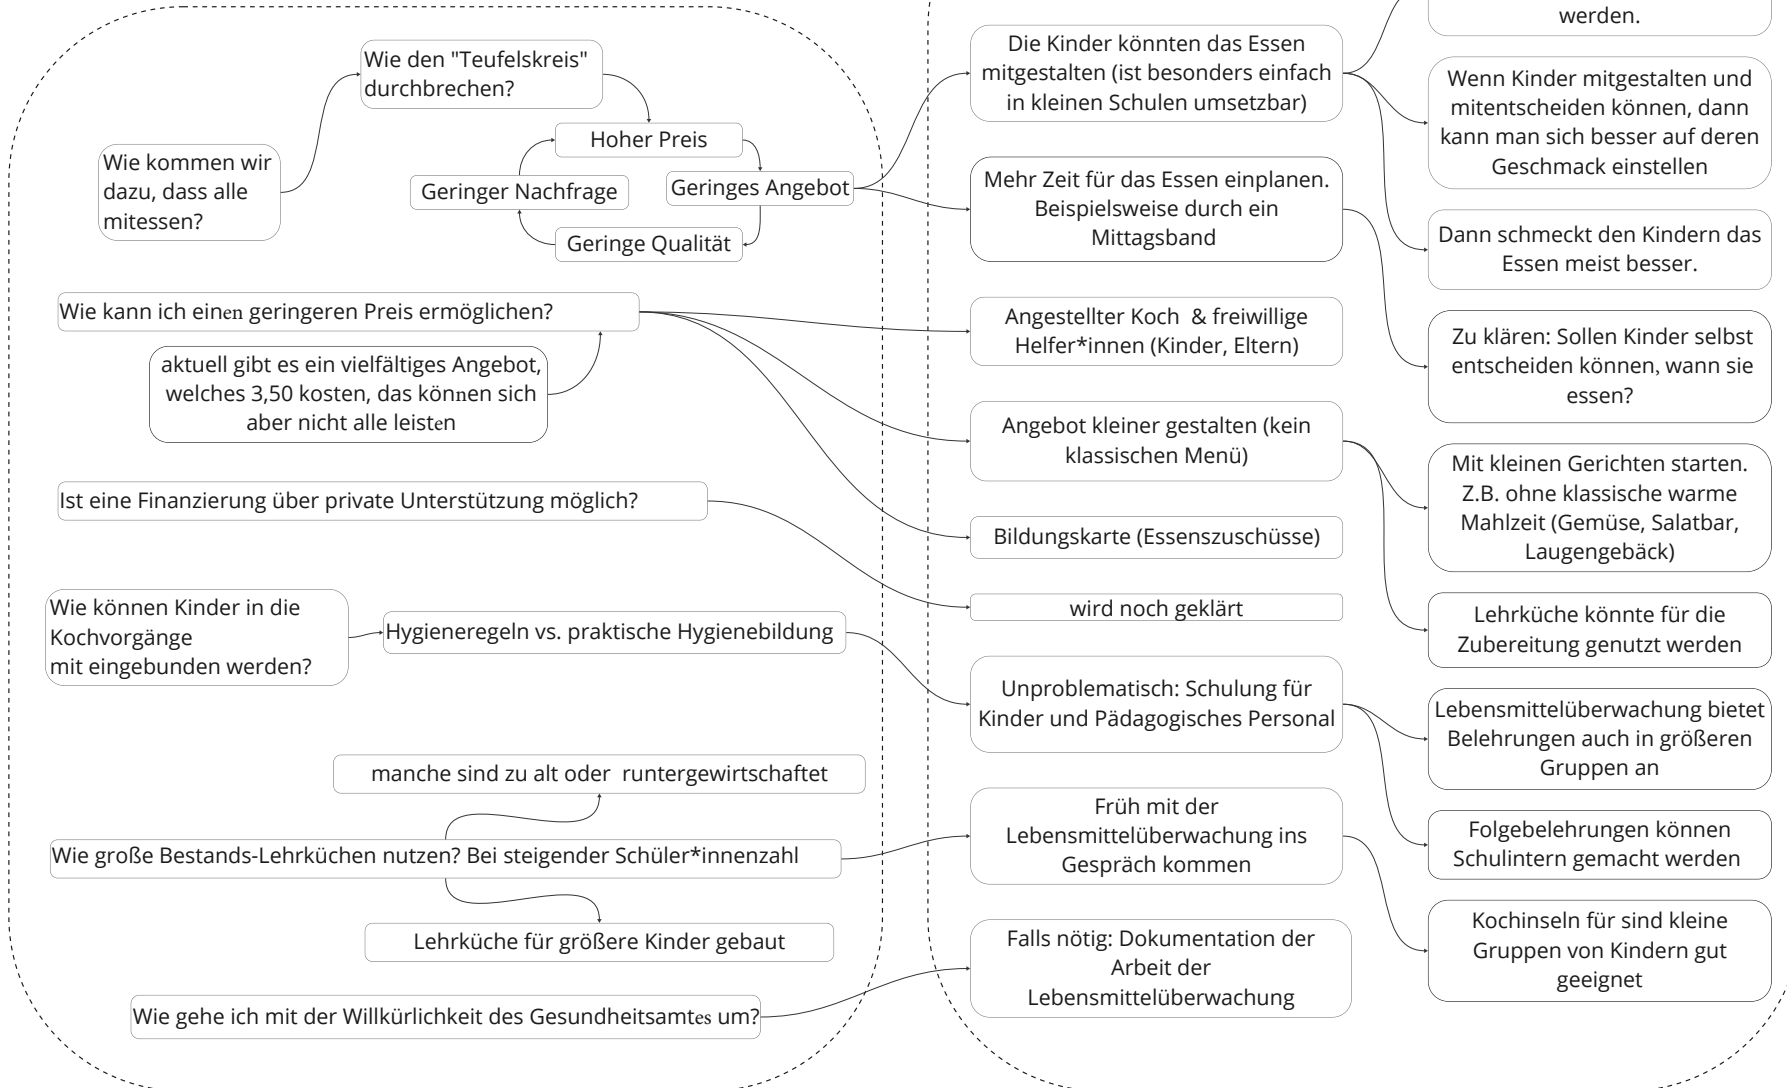 Wie den "Teufelskreis"
durchbrechen?
Wie kommen wir
dazu, dass alle
mitessen?
Hoher Preis
Geringer Nachfrage
Geringes Angebot
Geringe Qualität
Wie kann ich einen geringeren Preis ermöglichen?
aktuell gibt es ein vielfältiges Angebot,
welches 3,50 kosten, das können sich
aber nicht alle leisten
Ist eine Finanzierung über private Unterstützung möglich?
Wie können Kinder in die
Kochvorgänge
mit eingebunden werden?
Hygieneregeln vs. praktische Hygienebildung
manche sind zu alt oder runtergewirtschaftet
Wie große Bestands-Lehrküchen nutzen? Bei steigender Schüler*innenzahl
Lehrküche für größere Kinder gebaut
Wie gehe ich mit der Willkürlichkeit des Gesundheitsamtes um?
Die Kinder könnten das Essen
mitgestalten (ist besonders einfach
in kleinen Schulen umsetzbar)
Mehr Zeit für das Essen einplanen.
Beispielsweise durch ein
Mittagsband
Angestellter Koch & freiwillige
Helfer*innen (Kinder, Eltern)
Angebot kleiner gestalten (kein
klassischen Menü)
Bildungskarte (Essenszuschüsse)
wird noch geklärt
Unproblematisch: Schulung für
Kinder und Pädagogisches Personal
Früh mit der
Lebensmittelüberwachung ins
Gespräch kommen
Falls nötig: Dokumentation der
Arbeit der
Lebensmittelüberwachung
werden.
Wenn Kinder mitgestalten und
mitentscheiden können, dann
kann man sich besser auf deren
Geschmack einstellen
Dann schmeckt den Kindern das
Essen meist besser.
Zu klären: Sollen Kinder selbst
entscheiden können, wann sie
essen?
Mit kleinen Gerichten starten.
Z.B. ohne klassische warme
Mahlzeit (Gemüse, Salatbar,
Laugengebäck)
Lehrküche könnte für die
Zubereitung genutzt werden
Lebensmittelüberwachung bietet
Belehrungen auch in größeren
Gruppen an
Folgebelehrungen können
Schulintern gemacht werden
Kochinseln für sind kleine
Gruppen von Kindern gut
geeignet